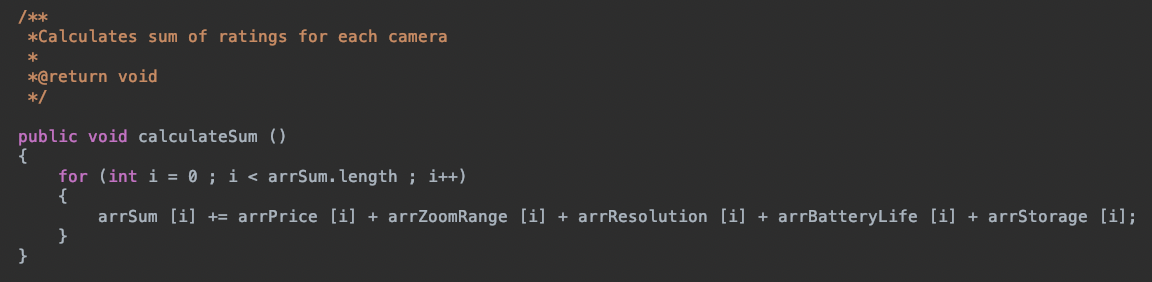 /**
 *Calculates sum of ratings for each camera
 *
 *@return void
 */
public void calculateSum ()
{
    for (int i = 0 ; i < arrSum.length ; i++)
    {
        arrSum [i] += arrPrice [i] + arrZoomRange [i] + arrResolution [i] + arrBatteryLife [i] + arrStorage [i];
    }
}